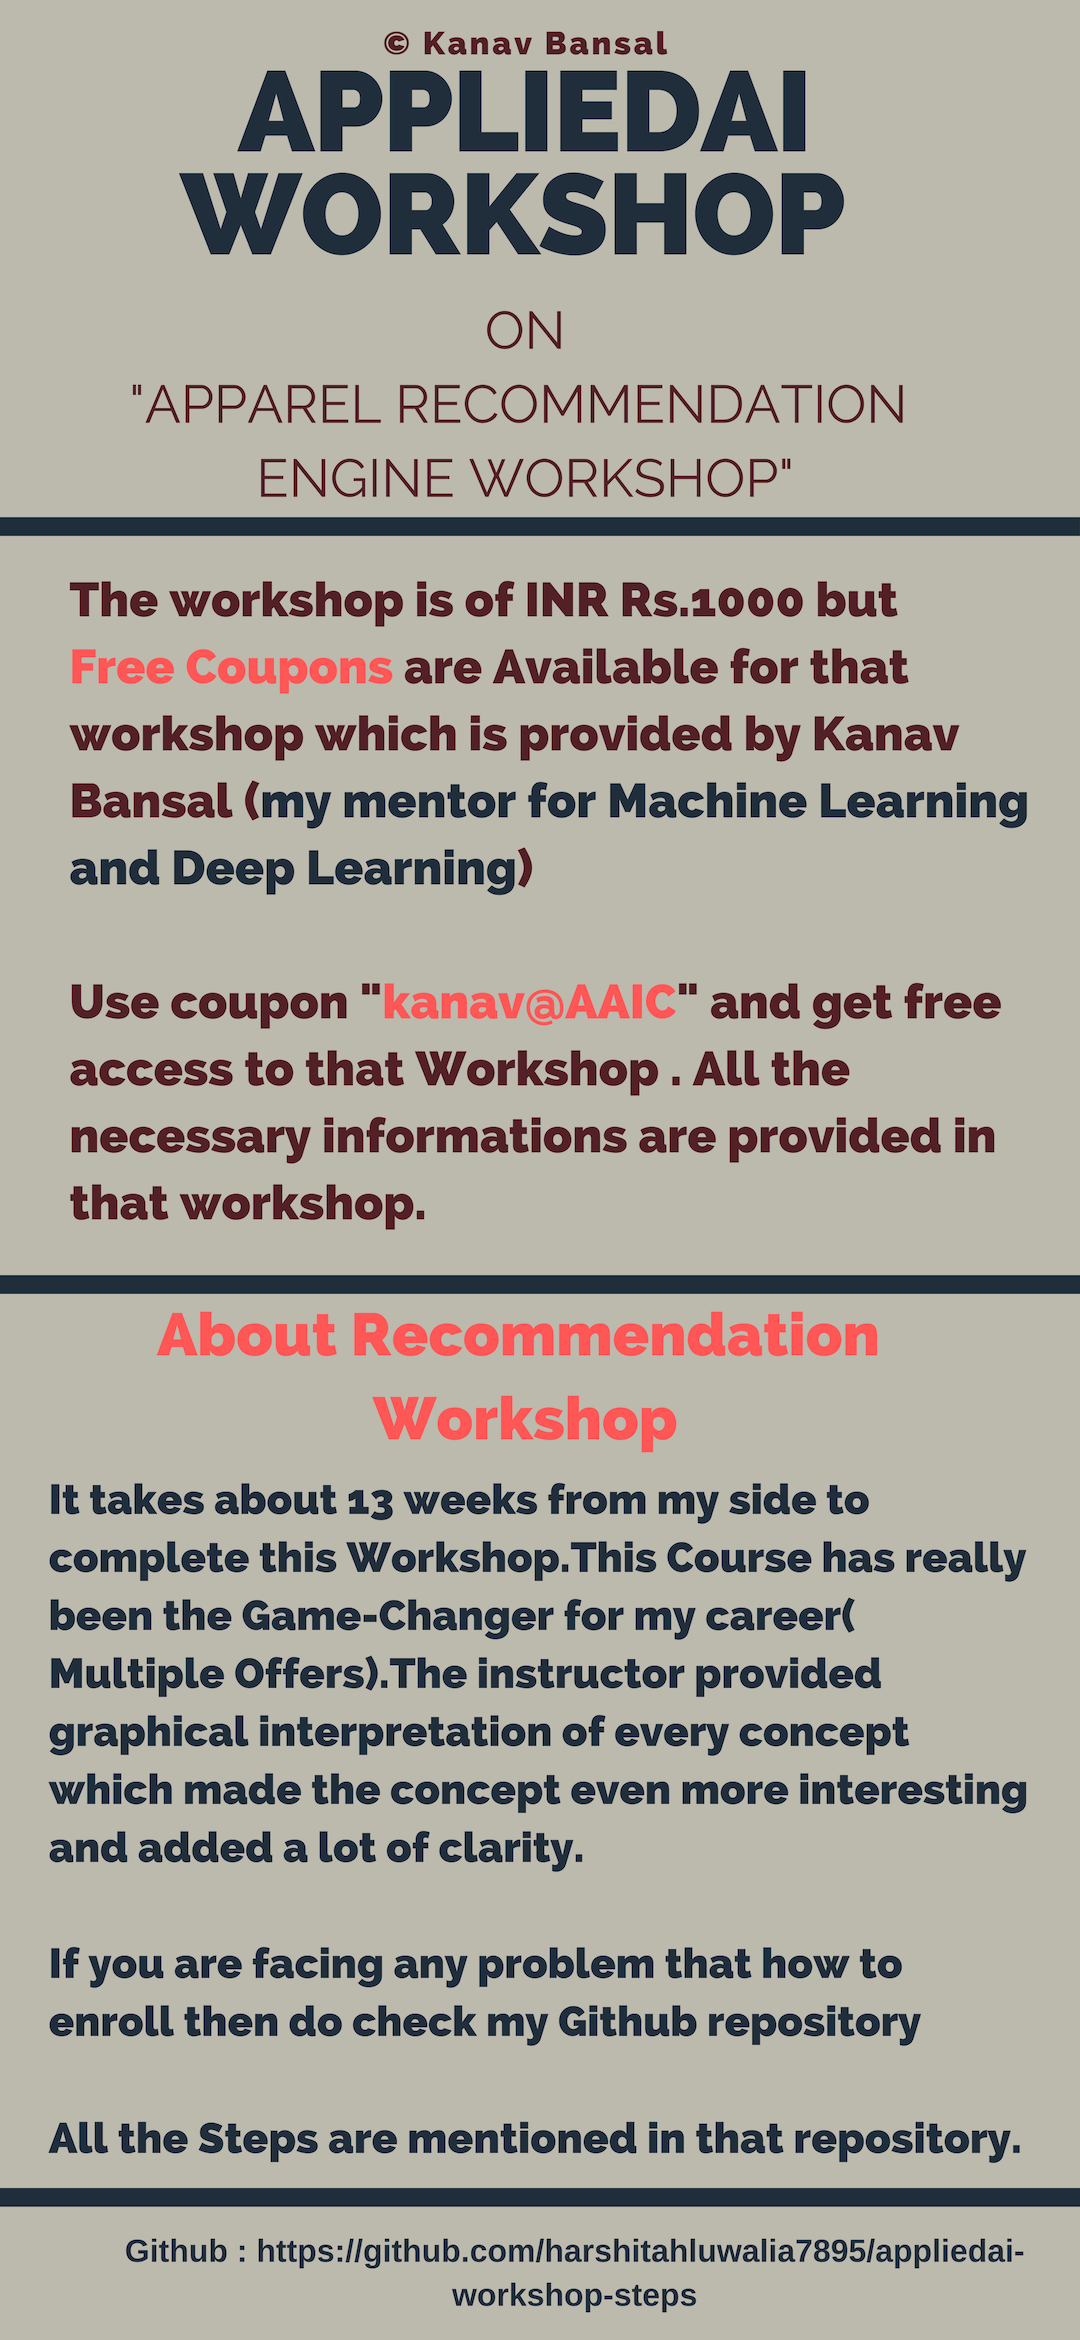 © Kanav Bansal
APPLIEDAI
WORKSHOP
ON
"APPAREL RECOMMENDATION
ENGINE WORKSHOP"
The workshop is of INR Rs.1000 but
Free Coupons are Available for that
workshop which is provided by Kanav
Bansal (my mentor for Machine Learning
and Deep Learning)
Use coupon "kanav@AAIC" and get free
access to that Workshop . All the
necessary informations are provided in
that workshop.
About Recommendation
Workshop
It takes about 13 weeks from my side to
complete this Workshop.This Course has really
been the Game-Changer for my career(
Multiple Offers).The instructor provided
graphical interpretation of every concept
which made the concept even more interesting
and added a lot of clarity.
If you are facing any problem that how to
enroll then do check my Github repository
All the Steps are mentioned in that repository.
Github : https://github.com/harshitahluwalia7895/appliedai-
workshop-steps